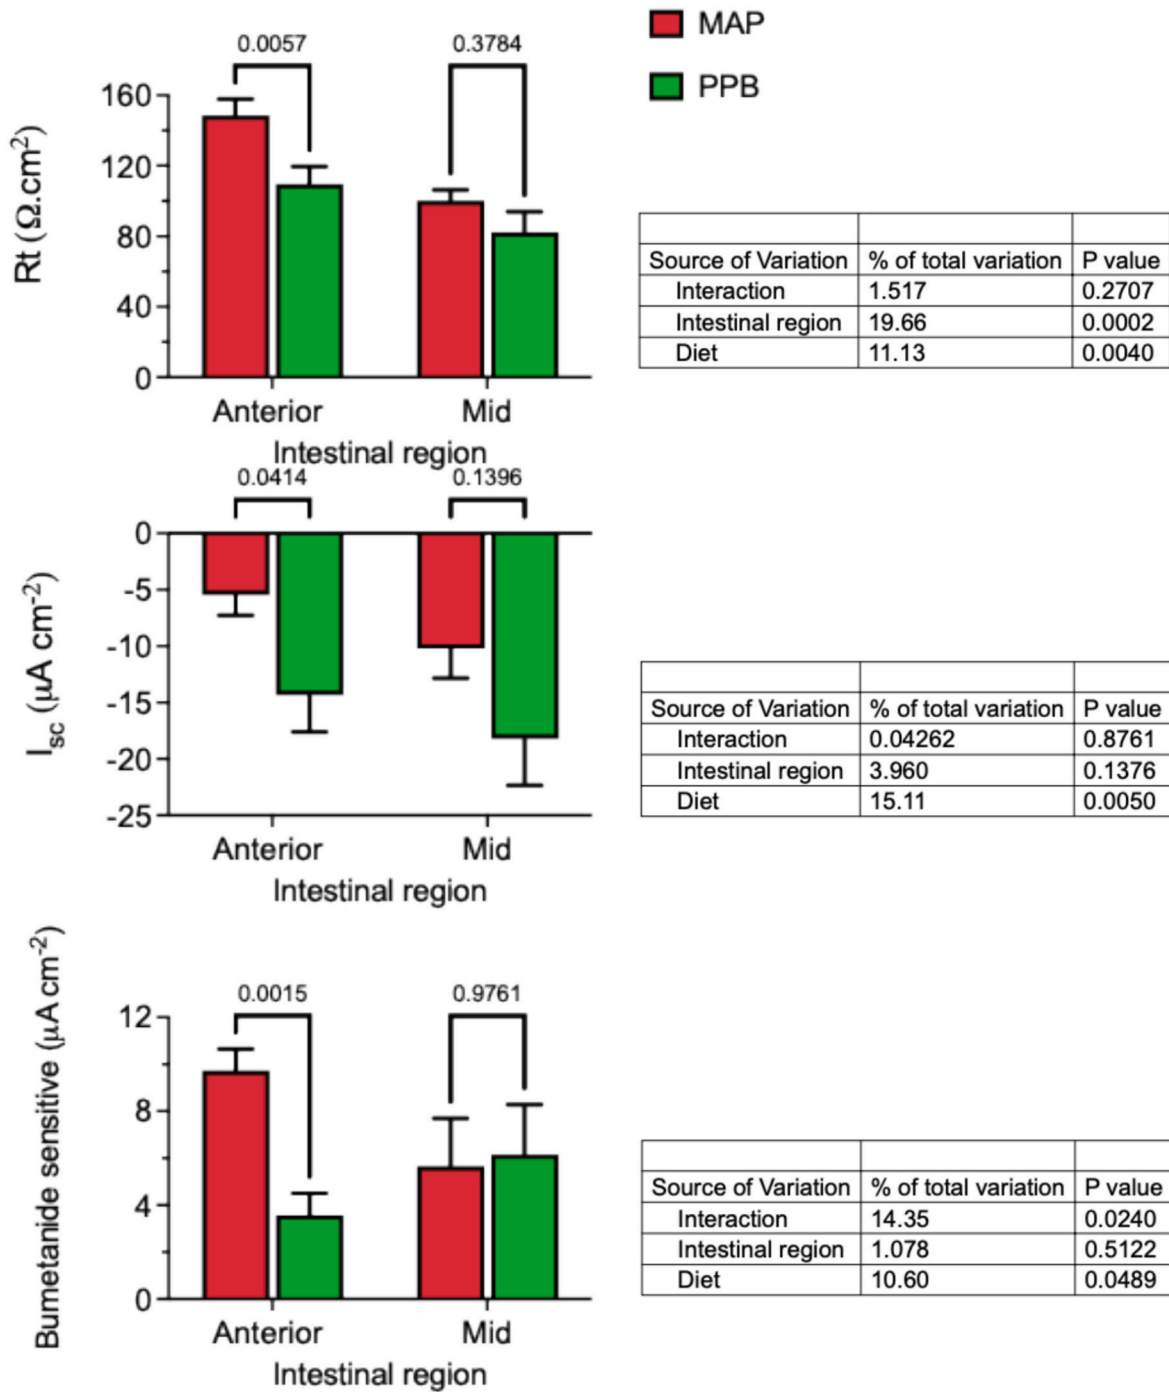 MAP
PPB
0.0057
0.3784
Rt (Ω.cm²)
160
120
80
40
0
Anterior
Mid
Intestinal region
Source of Variation % of total variation P value
Interaction 1.517 0.2707
Intestinal region 19.66 0.0002
Diet 11.13 0.0040
0.0414
0.1396
Isc (μA cm-2)
0
-5
-10
-15
-20
-25
Anterior
Mid
Intestinal region
Source of Variation % of total variation P value
Interaction 0.04262 0.8761
Intestinal region 3.960 0.1376
Diet 15.11 0.0050
0.0015
0.9761
Bumetanide sensitive (μA cm-2)
12
8
4
0
Anterior
Mid
Intestinal region
Source of Variation % of total variation P value
Interaction 14.35 0.0240
Intestinal region 1.078 0.5122
Diet 10.60 0.0489